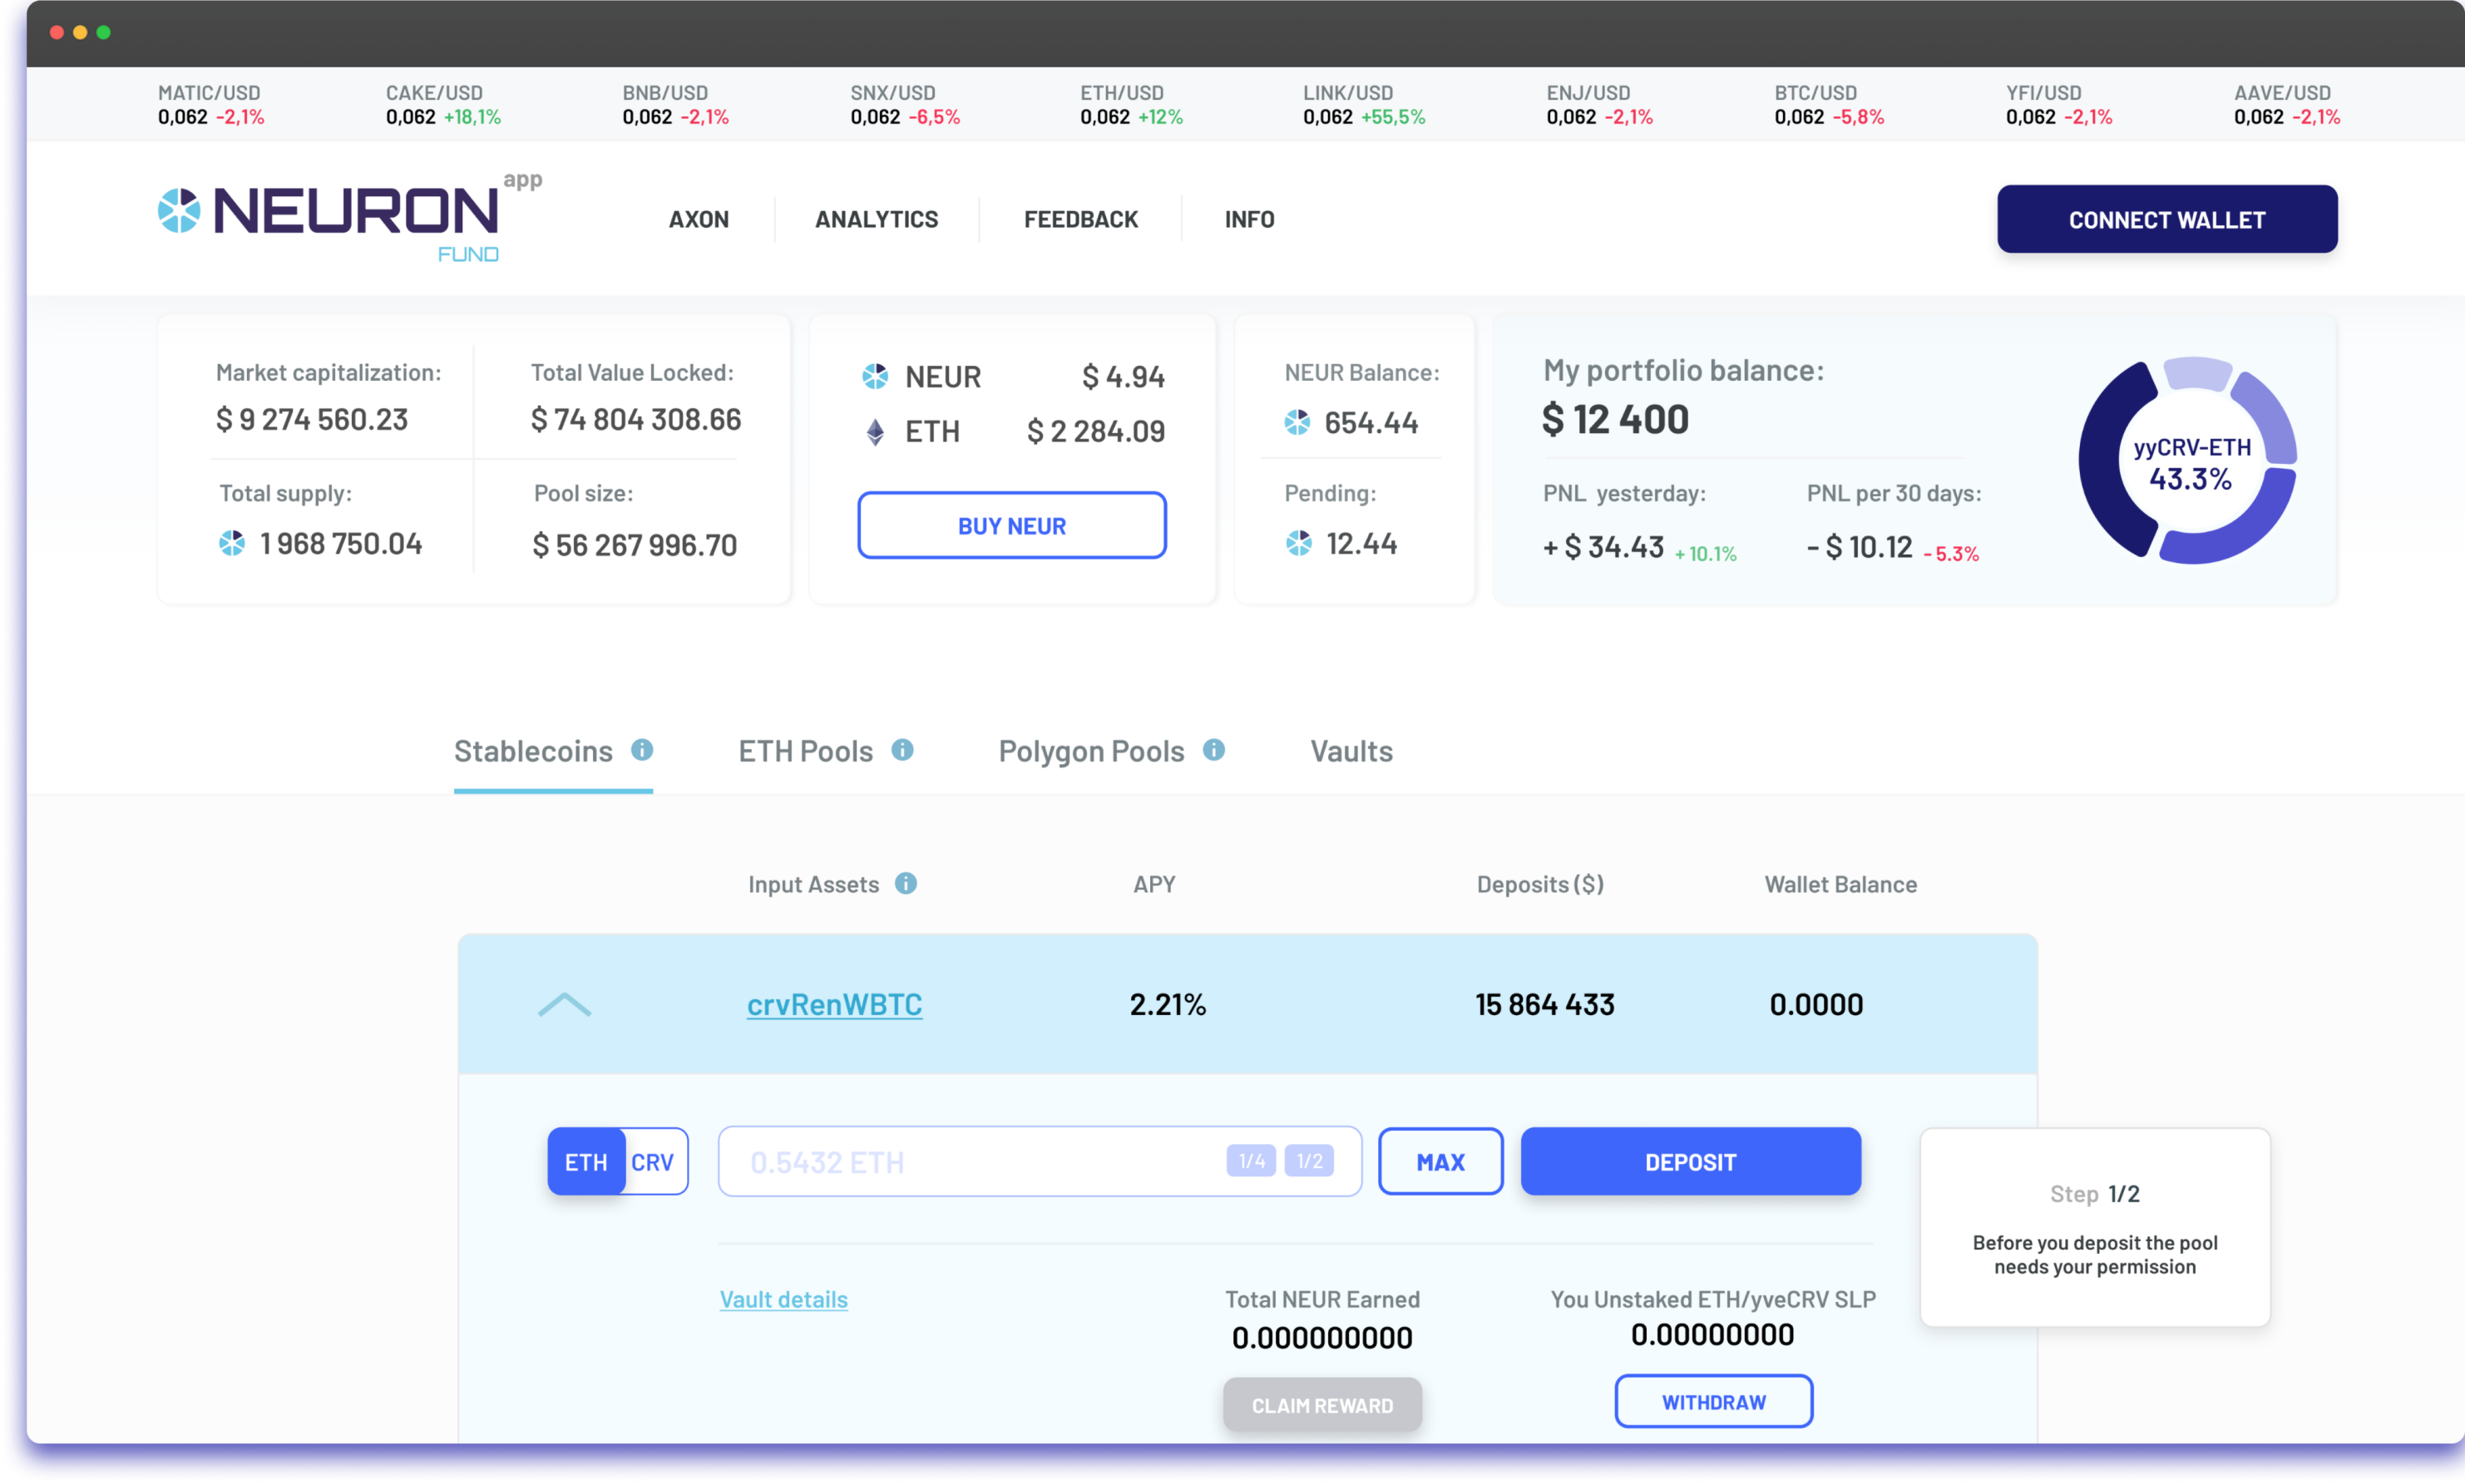 MATIC/USD CAKE/USD BNB/USD SNX/USD ETH/USD LINK/USD ENJ/USD BTC/USD YFI/USD AAVE/USD
0,062 -2,1% 0,062 +18,1% 0,062 -2,1% 0,062 -6,5% 0,062 +12% 0,062 +55,5% 0,062 -2,1% 0,062 -5,8% 0,062 -2,1% 0,062 -2,1%
NEURON app
FUND
AXON ANALYTICS FEEDBACK INFO CONNECT WALLET
Market capitalization: Total Value Locked:
$ 9 274 560.23 $ 74 804 308.66
Total supply: Pool size:
1 968 750.04 $ 56 267 996.70
NEUR $ 4.94
ETH $ 2 284.09
BUY NEUR
NEUR Balance:
654.44
Pending:
12.44
My portfolio balance:
$ 12 400
PNL yesterday: PNL per 30 days:
+ $ 34.43 + 10.1% - $ 10.12 - 5.3%
yyCRV-ETH
43.3%
Stablecoins i ETH Pools i Polygon Pools i Vaults
Input Assets i APY Deposits ($) Wallet Balance
crvRenWBTC 2.21% 15 864 433 0.0000
ETH CRV 0.5432 ETH 1/4 1/2 MAX DEPOSIT
Step 1/2
Before you deposit the pool
needs your permission
Vault details Total NEUR Earned You Unstaked ETH/yveCRV SLP
0.000000000 0.00000000
CLAIM REWARD WITHDRAW